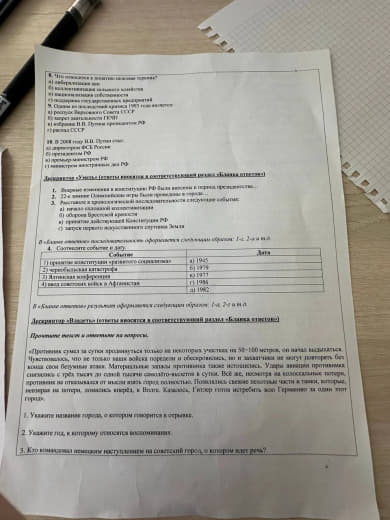 8. Что относится к понятию шоковая терапия?
а) либерализация цен
б) коллективизация сельского хозяйства
в) национализация собственности
г) поддержка государственных предприятий
9. Одним из последствий кризиса 1993 года является:
а) роспуск Верховного Совета СССР
б) запрет деятельности ГКЧП
в) избрание В.В. Путина президентом РФ
г) распад СССР
10. В 2008 году В.В. Путин стал:
а) директором ФСБ России
б) президентом РФ
в) премьер-министром РФ
г) министром иностранных дел РФ
Дескриптор «Уметь» (ответы вносятся в соответствующий раздел «Бланка ответов»)
1. Впервые изменения в конституцию РФ были внесены в период президентства…
2. 22-е зимние Олимпийские игры были проведены в городе…
3. Расставьте в хронологической последовательности следующие события:
а) начало сплошной коллективизации
б) оборона Брестской крепости
в) принятие действующей Конституции РФ
г) запуск первого искусственного спутника Земли
В «Бланке ответов» последовательность оформляется следующим образом: 1-а, 2-г и т.д.
4. Соотнесите событие и дату.
Событие Дата
1) принятие конституции «развитого социализма» а) 1945
2) чернобыльская катастрофа б) 1979
3) Ялтинская конференция в) 1977
4) ввод советских войск в Афганистан г) 1986
д) 1982
В «Бланке ответов» результат оформляется следующим образом: 1-а, 2-г и т.д.
Дескриптор «Владеть» (ответы вносятся в соответствующий раздел «Бланка ответов»)
Прочтите текст и ответьте на вопросы.
«Противник сумел за сутки продвинуться только на некоторых участках на 50–100 метров, он начал выдыхаться.
Чувствовалось, что не только наши войска поредели и обескровились, но и захватчики не могут повторять без
конца свои безумные атаки. Материальные запасы противника также истощились. Удары авиации противника
снизились с трёх тысяч до одной тысячи самолёто-вылетов в сутки. Всё же, несмотря на колоссальные потери,
противник не отказывался от мысли взять город полностью. Появлялись свежие пехотные части и танки, которые,
невзирая на потери, ломились вперёд, к Волге. Казалось, Гитлер готов истребить всю Германию за один этот
город».
1. Укажите название города, о котором говорится в отрывке.
2. Укажите год, к которому относятся воспоминания.
3. Кто командовал немецким наступлением на советский город, о котором идет речь?